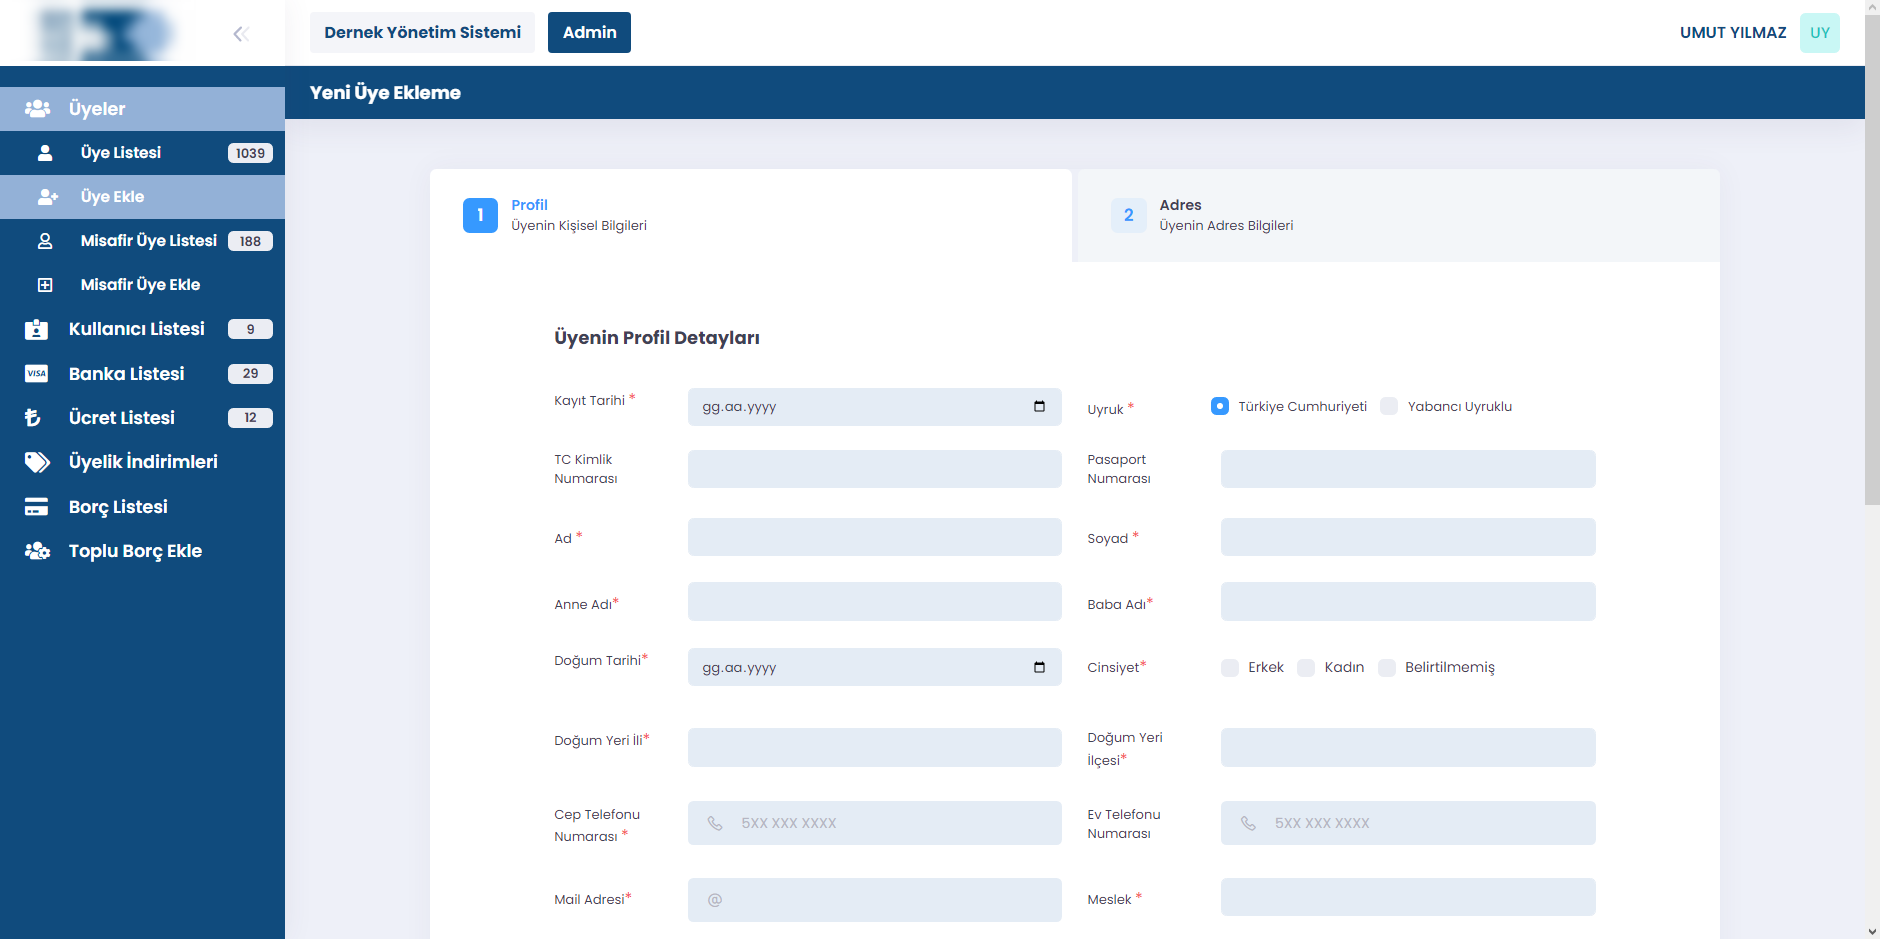 Dernek Yönetim Sistemi
Admin
UMUT YILMAZ
UY
Yeni Üye Ekleme
Üyeler
Üye Listesi
1039
Üye Ekle
Misafir Üye Listesi
188
Misafir Üye Ekle
Kullanıcı Listesi
9
VISA
Banka Listesi
29
Ücret Listesi
12
Üyelik İndirimleri
Borç Listesi
Toplu Borç Ekle
1
Profil
Üyenin Kişisel Bilgileri
2
Adres
Üyenin Adres Bilgileri
Üyenin Profil Detayları
Kayıt Tarihi *
gg.aa.yyyy
Uyruk *
Türkiye Cumhuriyeti
Yabancı Uyruklu
TC Kimlik
Numarası
Pasaport
Numarası
Ad *
Soyad *
Anne Adı*
Baba Adı*
Doğum Tarihi*
gg.aa.yyyy
Cinsiyet*
Erkek
Kadın
Belirtilmemiş
Doğum Yeri İli*
Doğum Yeri
İlçesi*
Cep Telefonu
Numarası *
5XX XXX XXXX
Ev Telefonu
Numarası
5XX XXX XXXX
Mail Adresi*
@
Meslek *